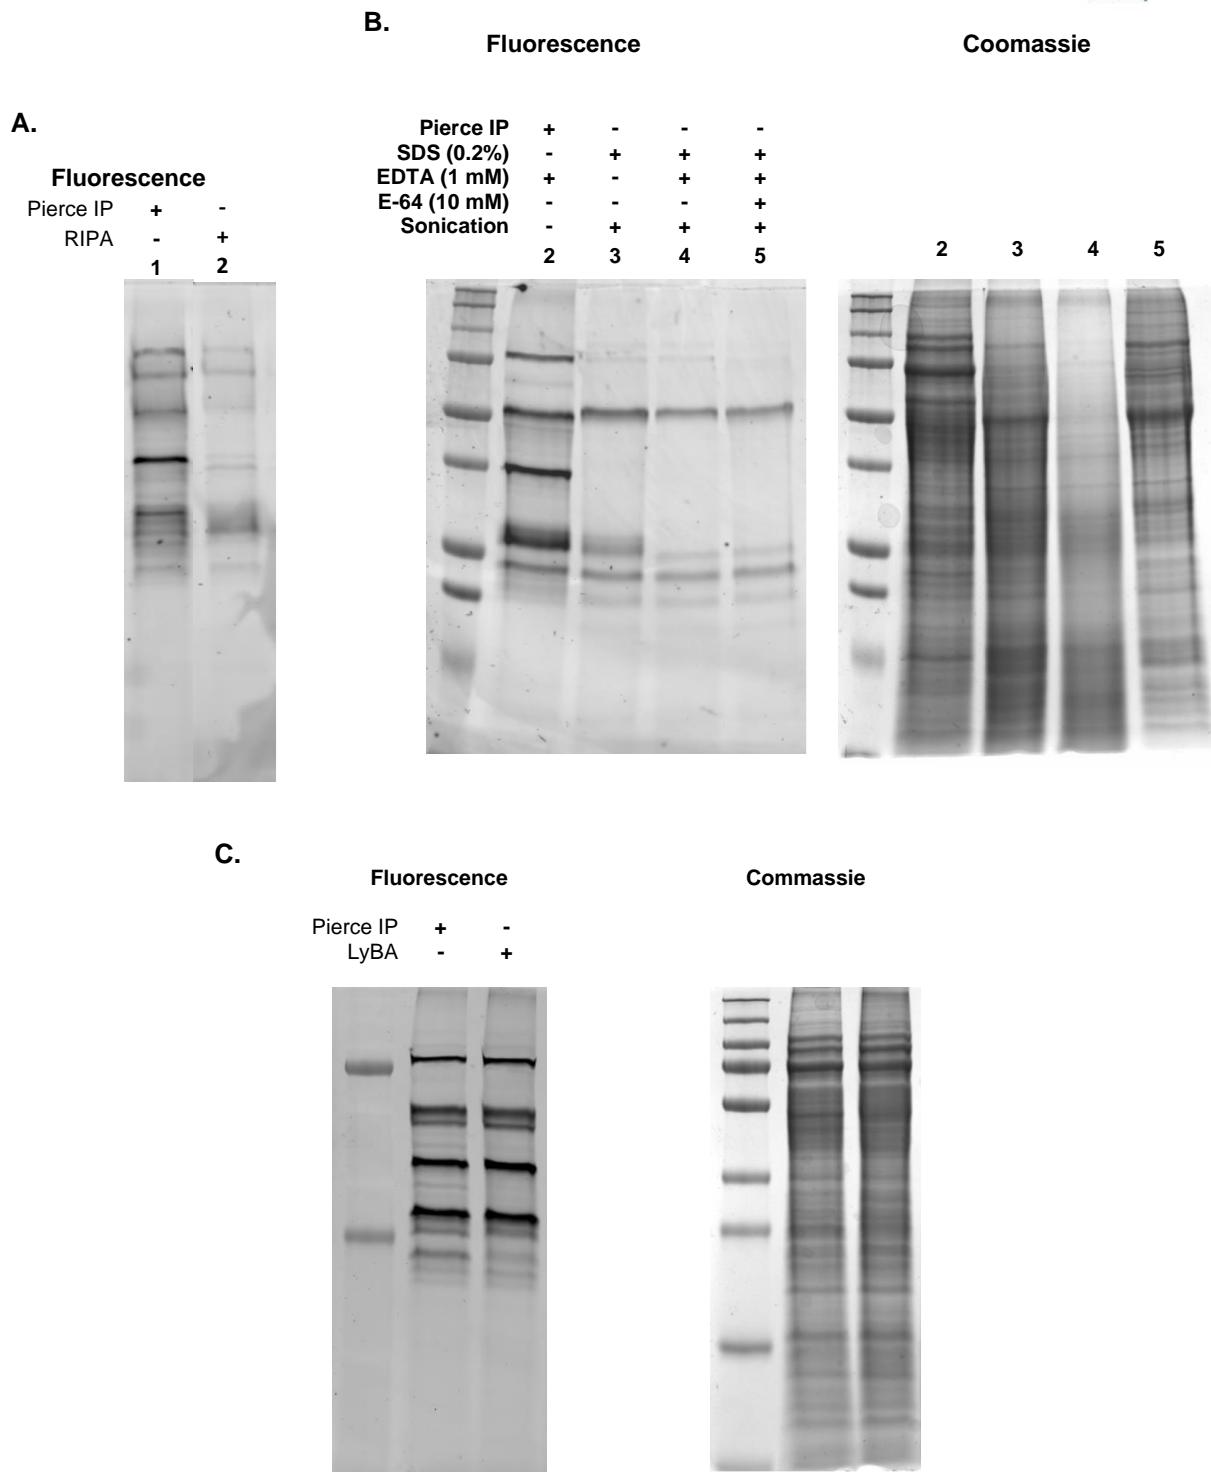 B.
Fluorescence
Coomassie
A.
Fluorescence
Pierce IP + -
RIPA - +
1 2
Pierce IP + - - -
SDS (0.2%) - + + +
EDTA (1 mM) + - + +
E-64 (10 mM) - - - +
Sonication - + + +
2 3 4 5
2 3 4 5
C.
Fluorescence
Commassie
Pierce IP + -
LyBA - +